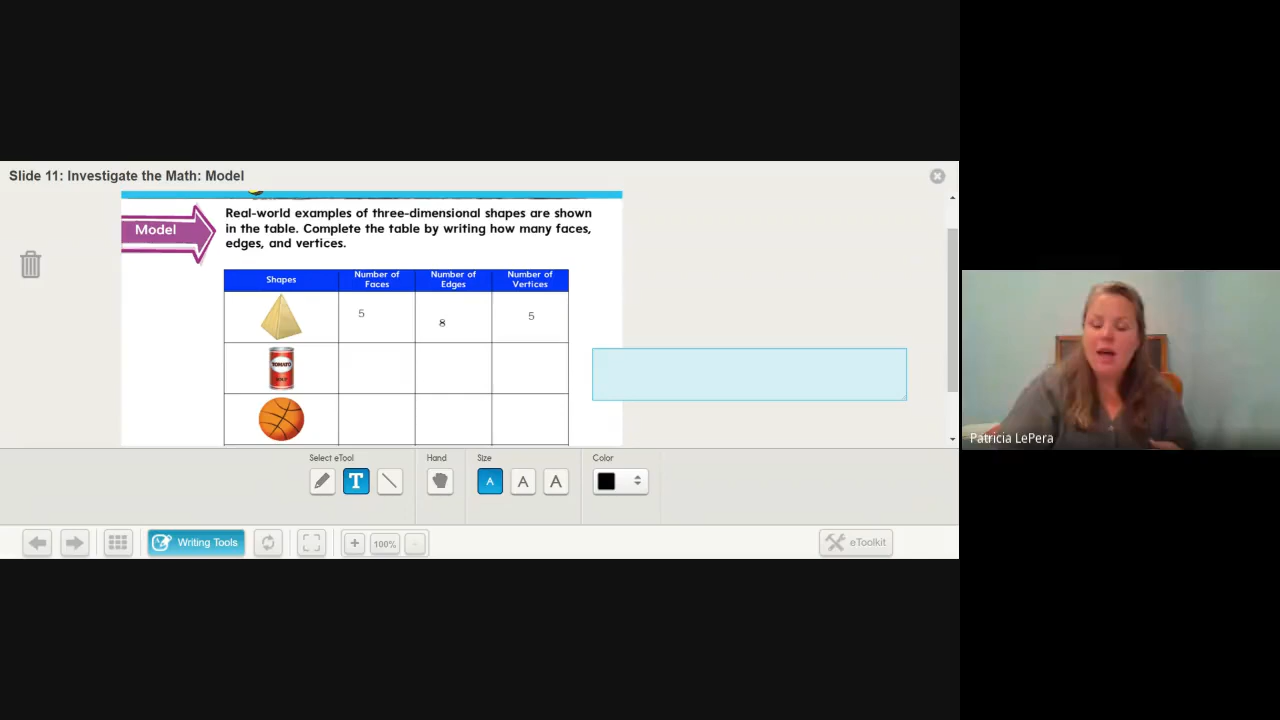 Slide 11: Investigate the Math: Model
Model
Real-world examples of three-dimensional shapes are shown
in the table. Complete the table by writing how many faces,
edges, and vertices.
Shapes
Number of
Faces
Number of
Edges
Number of
Vertices
5
8
5
TOMATO
Patricia LePera
Select eTool
Hand
Size
Color
T
A
A
A
Writing Tools
100%
eToolkit